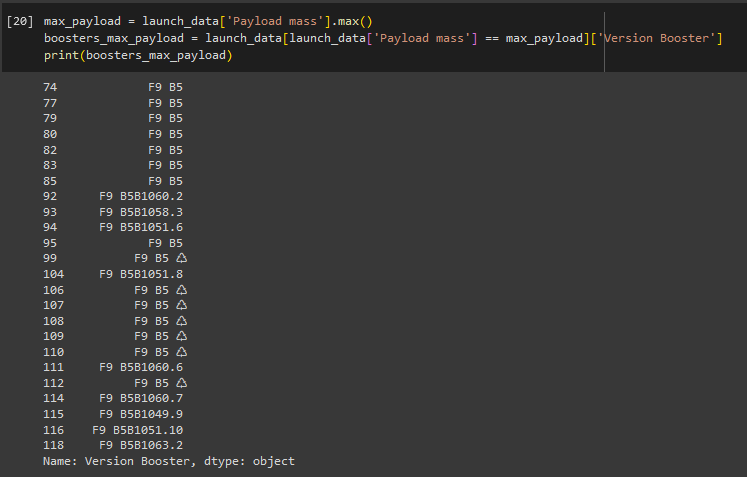 [20] max_payload = launch_data['Payload mass'].max()
boosters_max_payload = launch_data[launch_data['Payload mass'] == max_payload]['Version Booster']
print(boosters_max_payload)
74 F9 B5
77 F9 B5
79 F9 B5
80 F9 B5
82 F9 B5
83 F9 B5
85 F9 B5
92 F9 B5B1060.2
93 F9 B5B1058.3
94 F9 B5B1051.6
95 F9 B5
99 F9 B5 ♺
104 F9 B5B1051.8
106 F9 B5 ♺
107 F9 B5 ♺
108 F9 B5 ♺
109 F9 B5 ♺
110 F9 B5 ♺
111 F9 B5B1060.6
112 F9 B5 ♺
114 F9 B5B1060.7
115 F9 B5B1049.9
116 F9 B5B1051.10
118 F9 B5B1063.2
Name: Version Booster, dtype: object